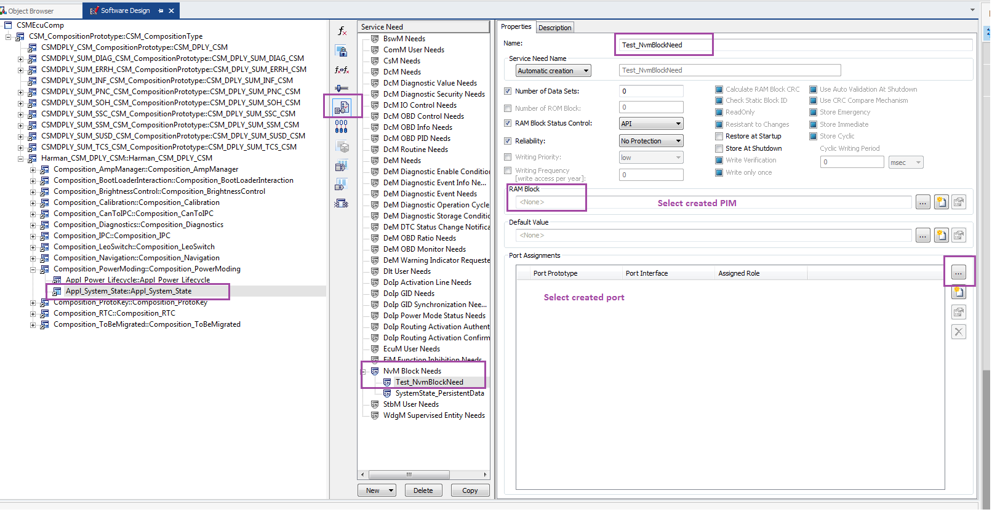 Object Browser
Software Design
CSMEcuComp
CSM_CompositionPrototype::CSM_CompositionType
CSMDPLY_CSM_CompositionPrototype::CSM_DPLY_CSM
CSMDPLY_SUM_DIAG_CSM_CompositionPrototype::CSM_DPLY_SUM_DIAG_CSM
CSMDPLY_SUM_ERRH_CSM_CompositionPrototype::CSM_DPLY_SUM_ERRH_CSM
CSMDPLY_SUM_INF_CSM_CompositionPrototype::CSM_DPLY_SUM_INF_CSM
CSMDPLY_SUM_PNC_CSM_CompositionPrototype::CSM_DPLY_SUM_PNC_CSM
CSMDPLY_SUM_SOH_CSM_CompositionPrototype::CSM_DPLY_SUM_SOH_CSM
CSMDPLY_SUM_SSC_CSM_CompositionPrototype::CSM_DPLY_SUM_SSC_CSM
CSMDPLY_SUM_SSM_CSM_CompositionPrototype::CSM_DPLY_SUM_SSM_CSM
CSMDPLY_SUM_SUSD_CSM_CompositionPrototype::CSM_DPLY_SUM_SUSD_CSM
CSMDPLY_SUM_TCS_CSM_CompositionPrototype::CSM_DPLY_SUM_TCS_CSM
Harman_CSM_DPLY_CSM::Harman_CSM_DPLY_CSM
Composition_AmpManager::Composition_AmpManager
Composition_BootLoaderInteraction::Composition_BootLoaderInteraction
Composition_BrightnessControl::Composition_BrightnessControl
Composition_Calibration::Composition_Calibration
Composition_CanToIPC::Composition_CanToIPC
Composition_Diagnostics::Composition_Diagnostics
Composition_IPC::Composition_IPC
Composition_LeoSwitch::Composition_LeoSwitch
Composition_Navigation::Composition_Navigation
Composition_PowerModing::Composition_PowerModing
Appl_Power_Lifecycle::Appl_Power_Lifecycle
Appl_System_State::Appl_System_State
Composition_ProtoKey::Composition_ProtoKey
Composition_RTC::Composition_RTC
Composition_ToBeMigrated::Composition_ToBeMigrated
Service Need
BswM Needs
ComM User Needs
CsM Needs
DcM Needs
DcM Diagnostic Value Needs
DcM Diagnostic Security Needs
DcM IO Control Needs
DcM OBD Control Needs
DcM OBD Info Needs
DcM OBD PID Needs
DcM Routine Needs
DeM Needs
DeM Diagnostic Enable Condition
DeM Diagnostic Event Info Ne...
DeM Diagnostic Event Needs
DeM Diagnostic Operation Cycle
DeM Diagnostic Storage Conditic
DeM DTC Status Change Notifica
DeM OBD Ratio Needs
DeM OBD Monitor Needs
DeM Warning Indicator Requeste
Dlt User Needs
DoIp Activation Line Needs
DoIp GID Needs
DoIp GID Synchronization Nee...
DoIp Power Mode Status Needs
DoIp Routing Activation Authent
DoIp Routing Activation Confirm
EcuM User Needs
FiM Function Inhibition Needs
NvM Block Needs
Test_NvmBlockNeed
SystemState_PersistentData
StbM User Needs
WdgM Supervised Entity Needs
New
Delete
Copy
Properties
Description
Name:
Test_NvmBlockNeed
Service Need Name
Automatic creation
Test_NvmBlockNeed
Number of Data Sets:
0
Number of ROM Block:
0
RAM Block Status Control:
API
Reliability:
No Protection
Writing Priority:
low
Writing Frequency
[write access per year]:
0
Calculate RAM Block CRC
Check Static Block ID
ReadOnly
Resistant to Changes
Restore at Startup
Store At Shutdown
Write Verification
Write only once
Use Auto Validation At Shutdown
Use CRC Compare Mechanism
Store Emergency
Store Immediate
Store Cyclic
Cyclic Writing Period
0
msec
RAM Block
<None>
Select created PIM
...
Default Value
<None>
...
Port Assignments
Port Prototype
Port Interface
Assigned Role
...
Select created port